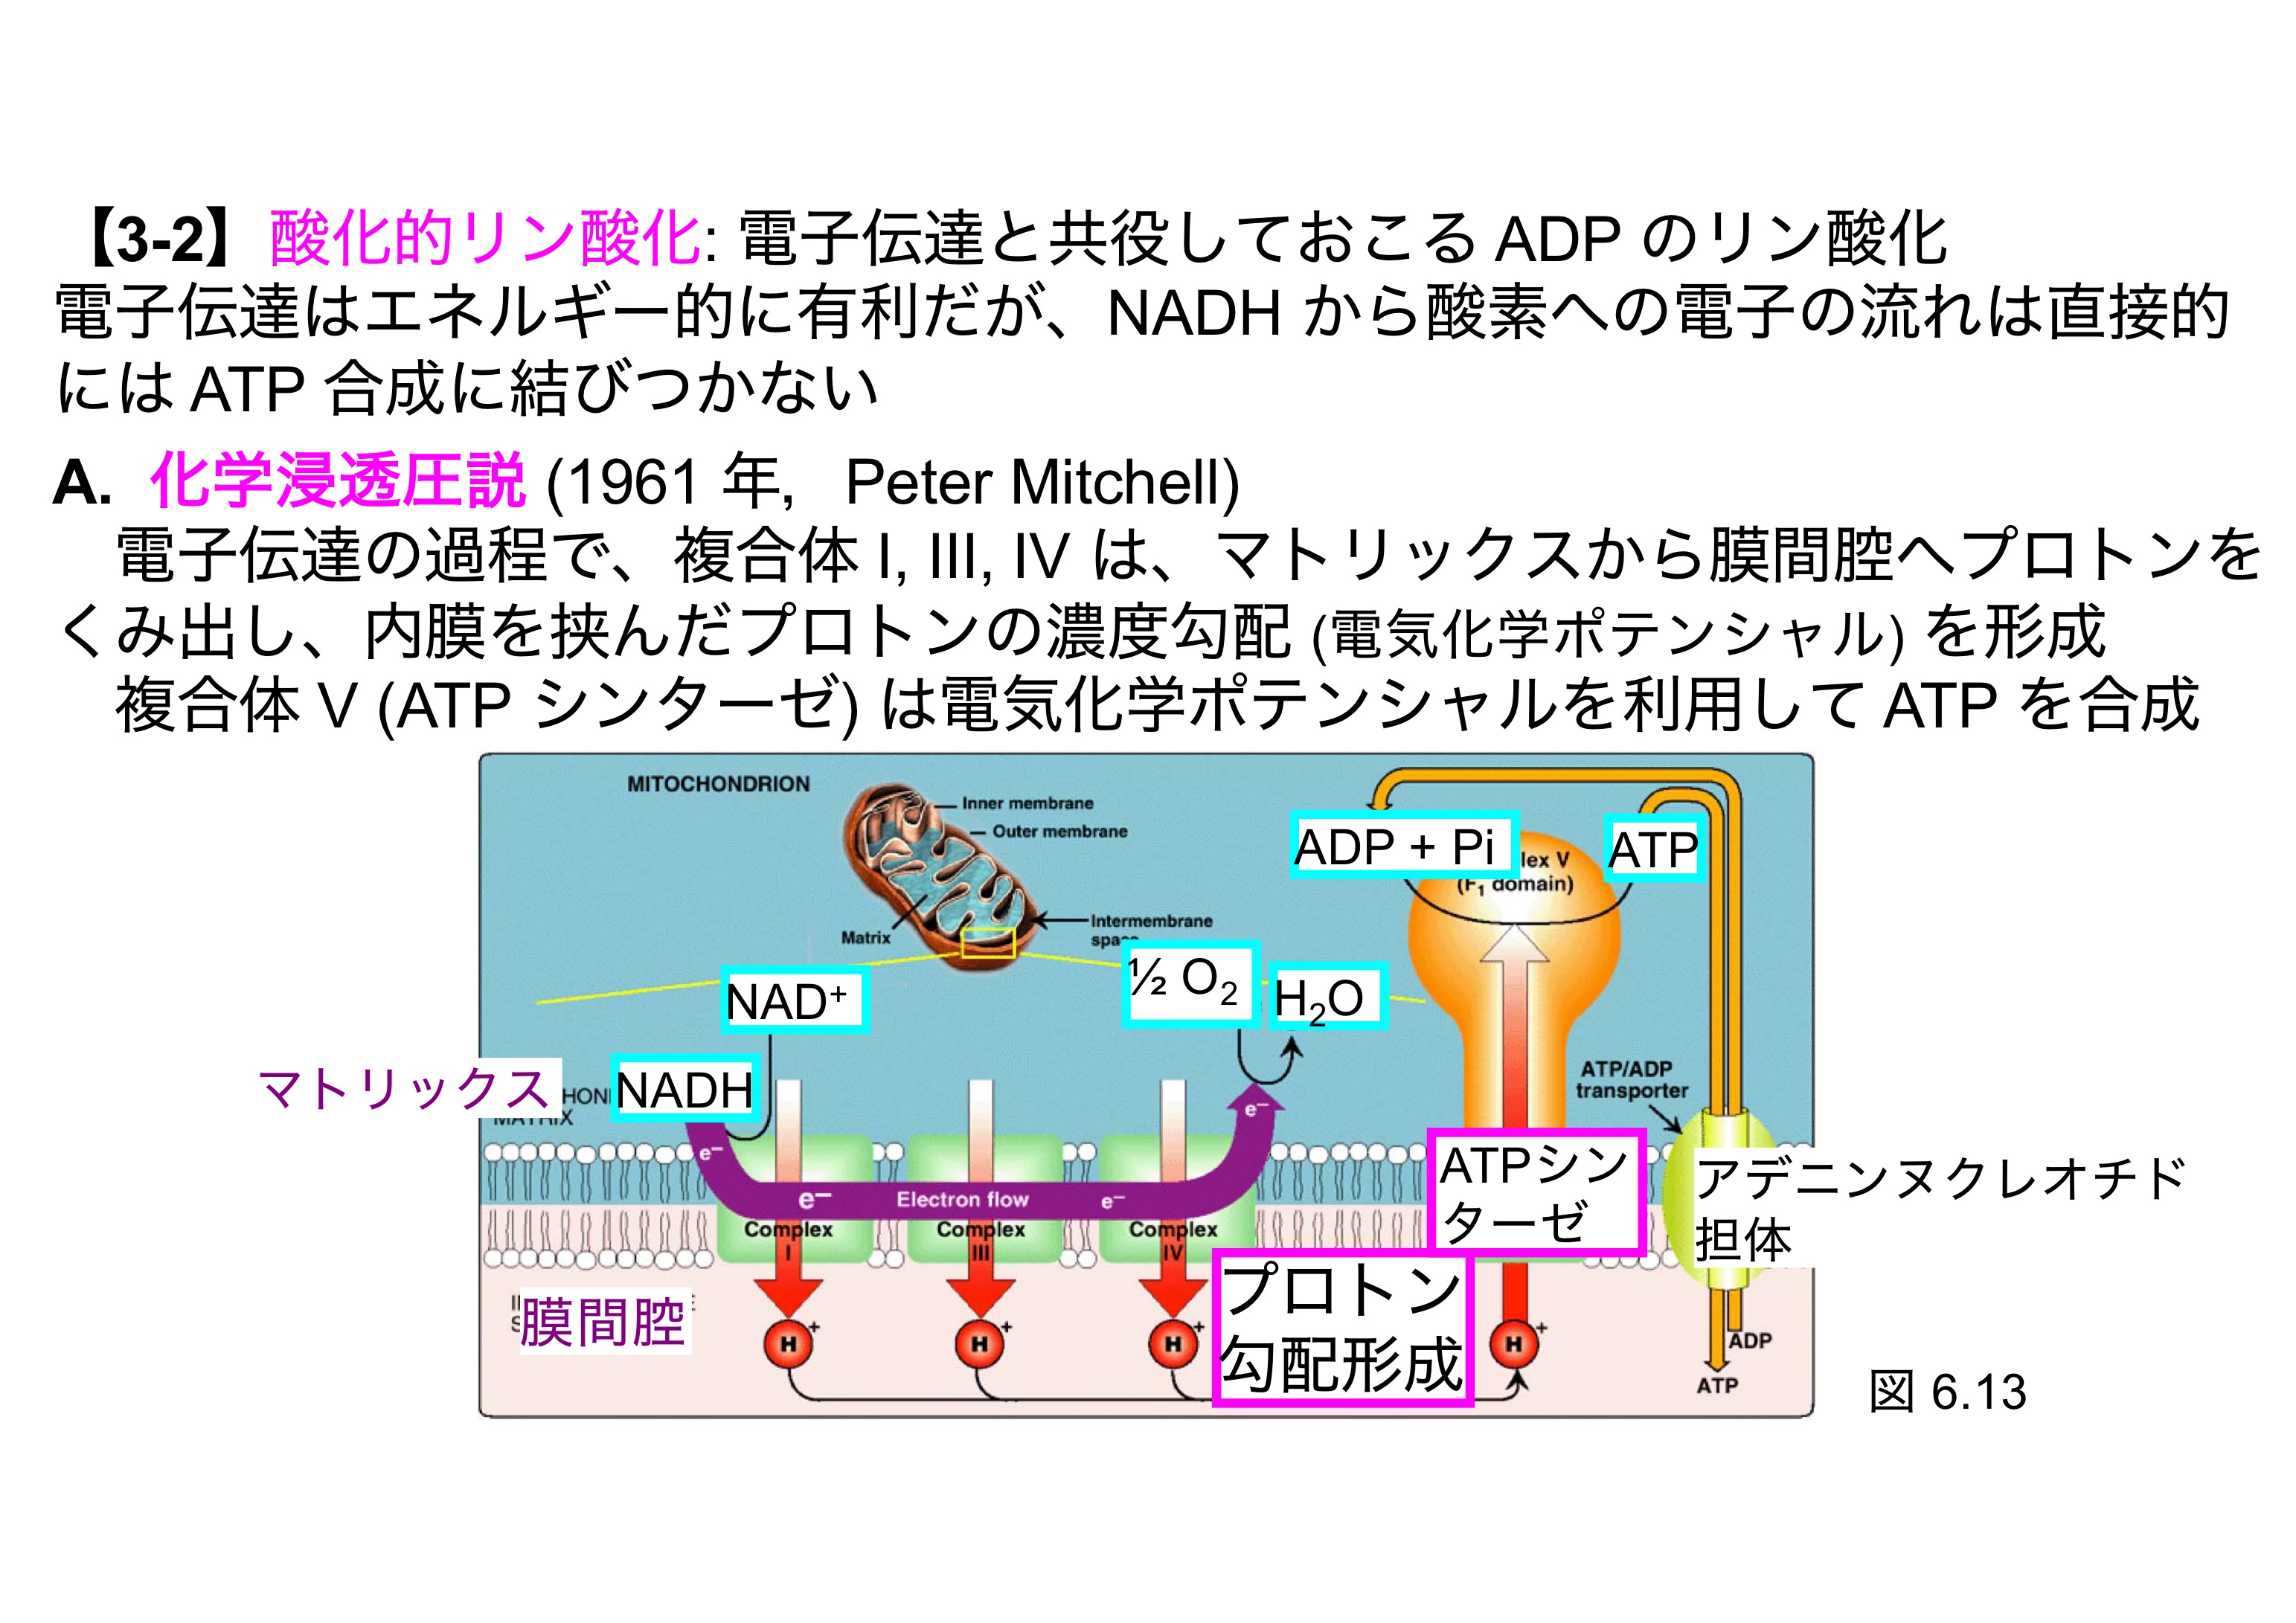 【3-2】酸化的リン酸化: 電子伝達と共役しておこる ADP のリン酸化
電子伝達はエネルギー的に有利だが、NADH から酸素への電子の流れは直接的
には ATP 合成に結びつかない
A. 化学浸透圧説 (1961 年, Peter Mitchell)
電子伝達の過程で、複合体 I, III, IV は、マトリックスから膜間腔へプロトンを
くみ出し、内膜を挟んだプロトンの濃度勾配 (電気化学ポテンシャル) を形成
複合体 V (ATP シンターゼ) は電気化学ポテンシャルを利用して ATP を合成
MITOCHONDRION
Inner membrane
Outer membrane
ADP + Pi
ATP
lex V
(F1 domain)
Matrix
Intermembrane
½ O2
H2O
NAD+
マトリックス
NADH
MATRIX
ATP/ADP
transporter
e−
e−
e−
Electron flow
e−
Complex
I
Complex
III
Complex
IV
ATPシン
ターゼ
アデニンヌクレオチド
担体
膜間腔
プロトン
勾配形成
H+
H+
H+
H+
ADP
ATP
図 6.13